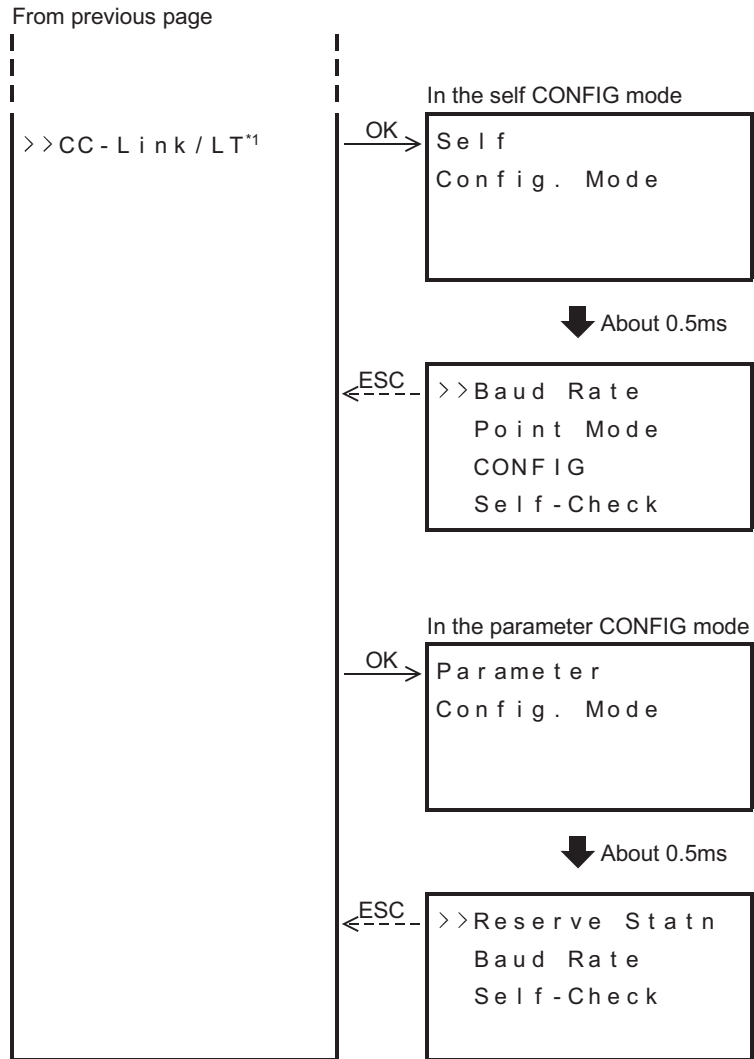 From previous page
In the self CONFIG mode
>>CC-Link/LT*1
OK
Self
Config. Mode
About 0.5ms
ESC
>>Baud Rate
Point Mode
CONFIG
Self-Check
In the parameter CONFIG mode
OK
Parameter
Config. Mode
About 0.5ms
ESC
>>Reserve Statn
Baud Rate
Self-Check